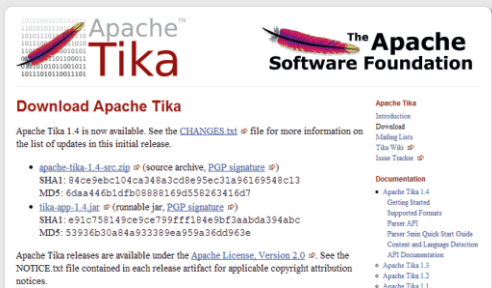 Apache™
Tika
The Apache
Software Foundation
Download Apache Tika
Apache Tika 1.4 is now available. See the CHANGES.txt file for more information on
the list of updates in this initial release.
• apache-tika-1.4-src.zip (source archive, PGP signature)
SHA1: 84ce9ebc104ca348a3cd8e95ec31a96169548c13
MD5: 6daa446b1dfb08888169d558263416d7
• tika-app-1.4.jar (runnable jar, PGP signature)
SHA1: e91c758149ce9ce799fff184e9bf3aabda394abc
MD5: 53936b30a84a933389ea959a36dd963e
Apache Tika releases are available under the Apache License, Version 2.0. See the
NOTICE.txt file contained in each release artifact for applicable copyright attribution
notices.
Apache Tika
Introduction
Download
Mailing Lists
Tika Wiki
Issue Tracker
Documentation
Apache Tika 1.4
Getting Started
Supported Formats
Parser API
Parser 5min Quick Start Guide
Content and Language Detection
API Documentation
Apache Tika 1.3
Apache Tika 1.2
Apache Tika 1.1